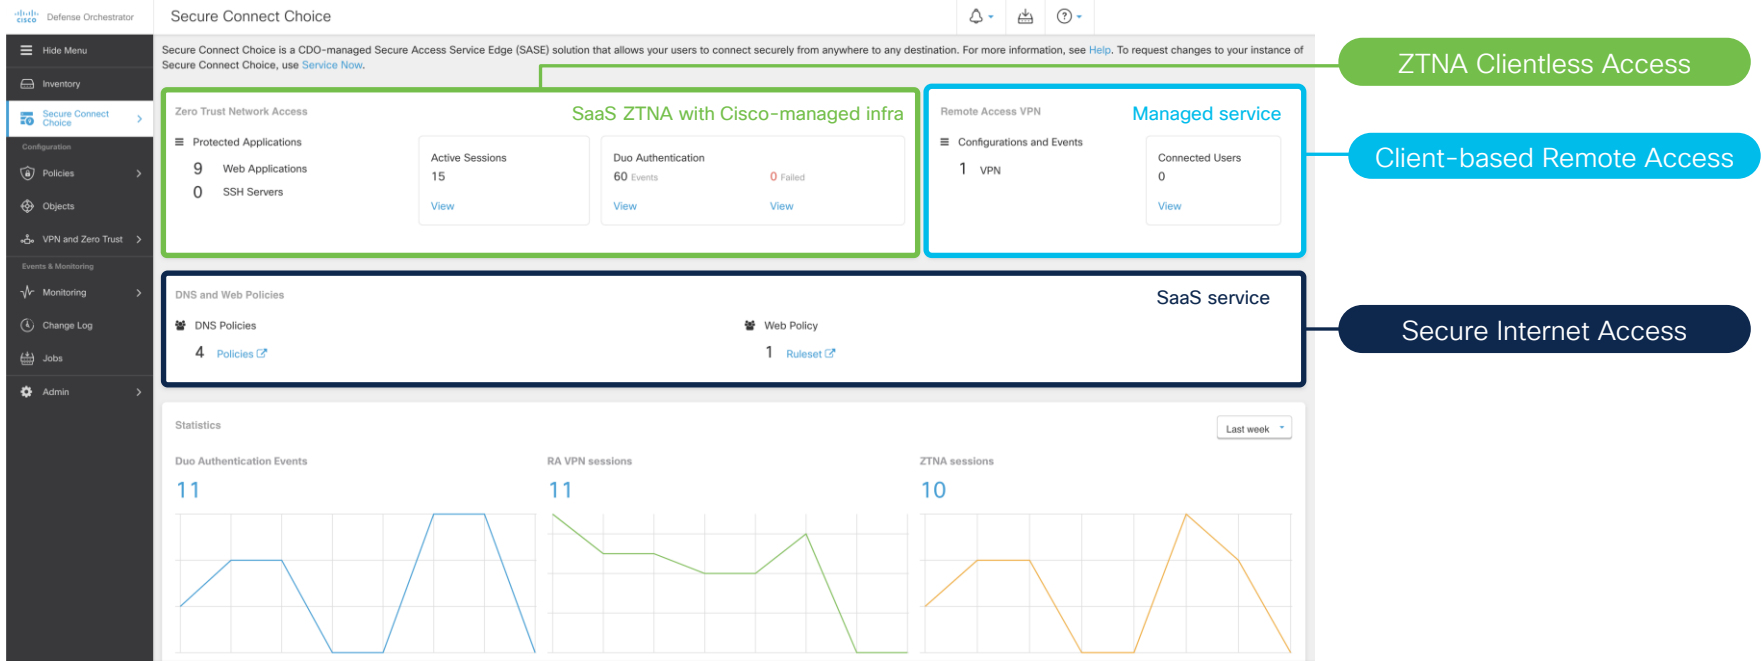 cisco Defense Orchestrator
Secure Connect Choice
Hide Menu
Inventory
Secure Connect
Choice
Configuration
Policies
Objects
VPN and Zero Trust
Events & Monitoring
Monitoring
Change Log
Jobs
Admin
Secure Connect Choice is a CDO-managed Secure Access Service Edge (SASE) solution that allows your users to connect securely from anywhere to any destination. For more information, see Help. To request changes to your instance of
Secure Connect Choice, use Service Now.
Zero Trust Network Access
SaaS ZTNA with Cisco-managed infra
Protected Applications
9 Web Applications
0 SSH Servers
Active Sessions
15
View
Duo Authentication
60 Events
0 Failed
View
View
Remote Access VPN
Managed service
Configurations and Events
1 VPN
Connected Users
0
View
DNS and Web Policies
SaaS service
DNS Policies
4 Policies
Web Policy
1 Ruleset
Statistics
Last week
Duo Authentication Events
11
RA VPN sessions
11
ZTNA sessions
10
ZTNA Clientless Access
Client-based Remote Access
Secure Internet Access